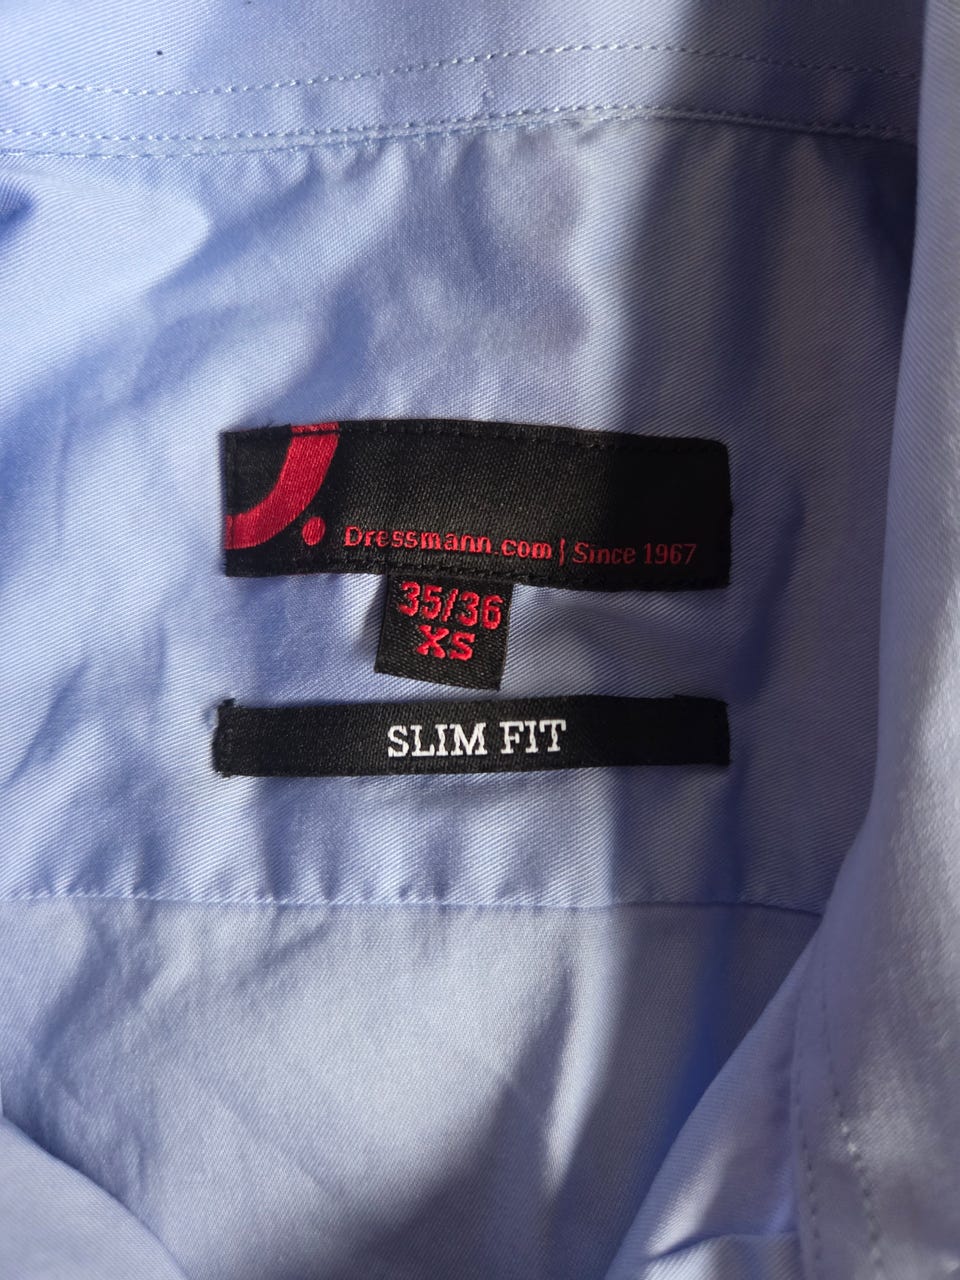 Dressmann.com | Since 1967
35/36
XS
SLIM FIT